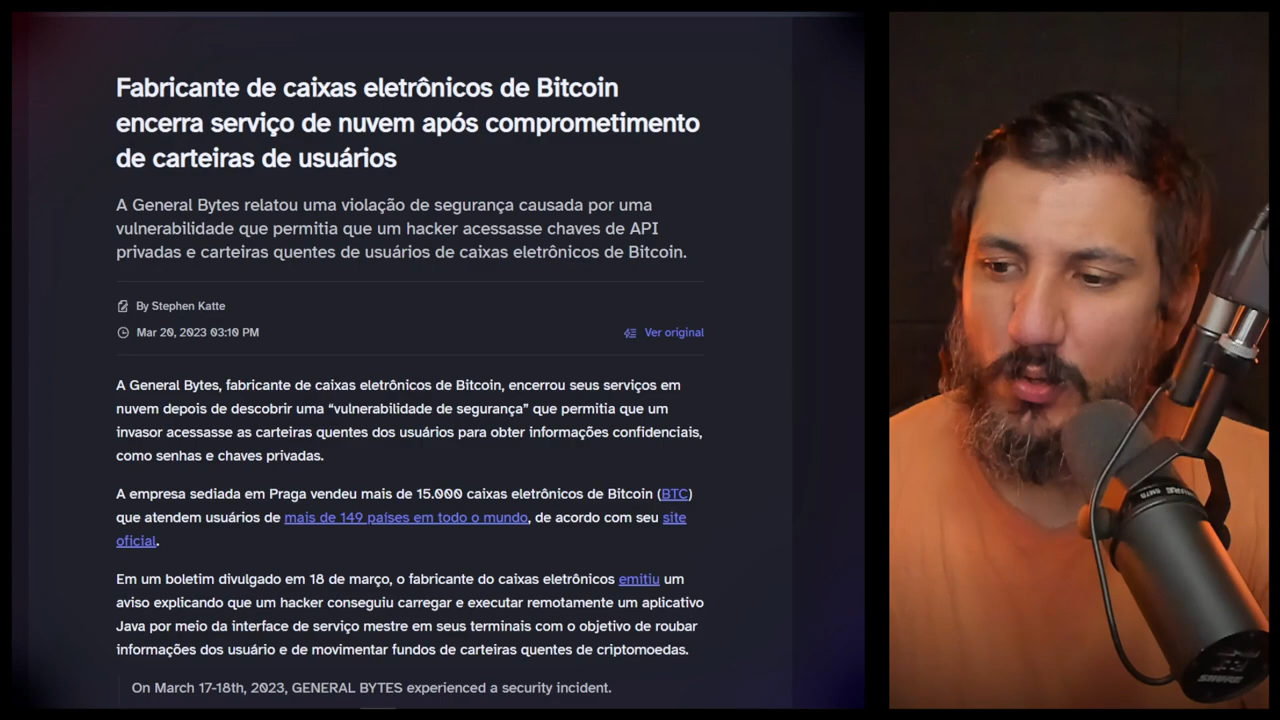 Fabricante de caixas eletrônicos de Bitcoin
encerra serviço de nuvem após comprometimento
de carteiras de usuários
A General Bytes relatou uma violação de segurança causada por uma
vulnerabilidade que permitia que um hacker acessasse chaves de API
privadas e carteiras quentes de usuários de caixas eletrônicos de Bitcoin.
By Stephen Katte
Mar 20, 2023 03:10 PM
Ver original
A General Bytes, fabricante de caixas eletrônicos de Bitcoin, encerrou seus serviços em
nuvem depois de descobrir uma “vulnerabilidade de segurança” que permitia que um
invasor acessasse as carteiras quentes dos usuários para obter informações confidenciais,
como senhas e chaves privadas.
A empresa sediada em Praga vendeu mais de 15.000 caixas eletrônicos de Bitcoin (BTC)
que atendem usuários de mais de 149 países em todo o mundo, de acordo com seu site
oficial.
Em um boletim divulgado em 18 de março, o fabricante do caixas eletrônicos emitiu um
aviso explicando que um hacker conseguiu carregar e executar remotamente um aplicativo
Java por meio da interface de serviço mestre em seus terminais com o objetivo de roubar
informações dos usuário e de movimentar fundos de carteiras quentes de criptomoedas.
On March 17-18th, 2023, GENERAL BYTES experienced a security incident.
SHURE SM7B
SHURE